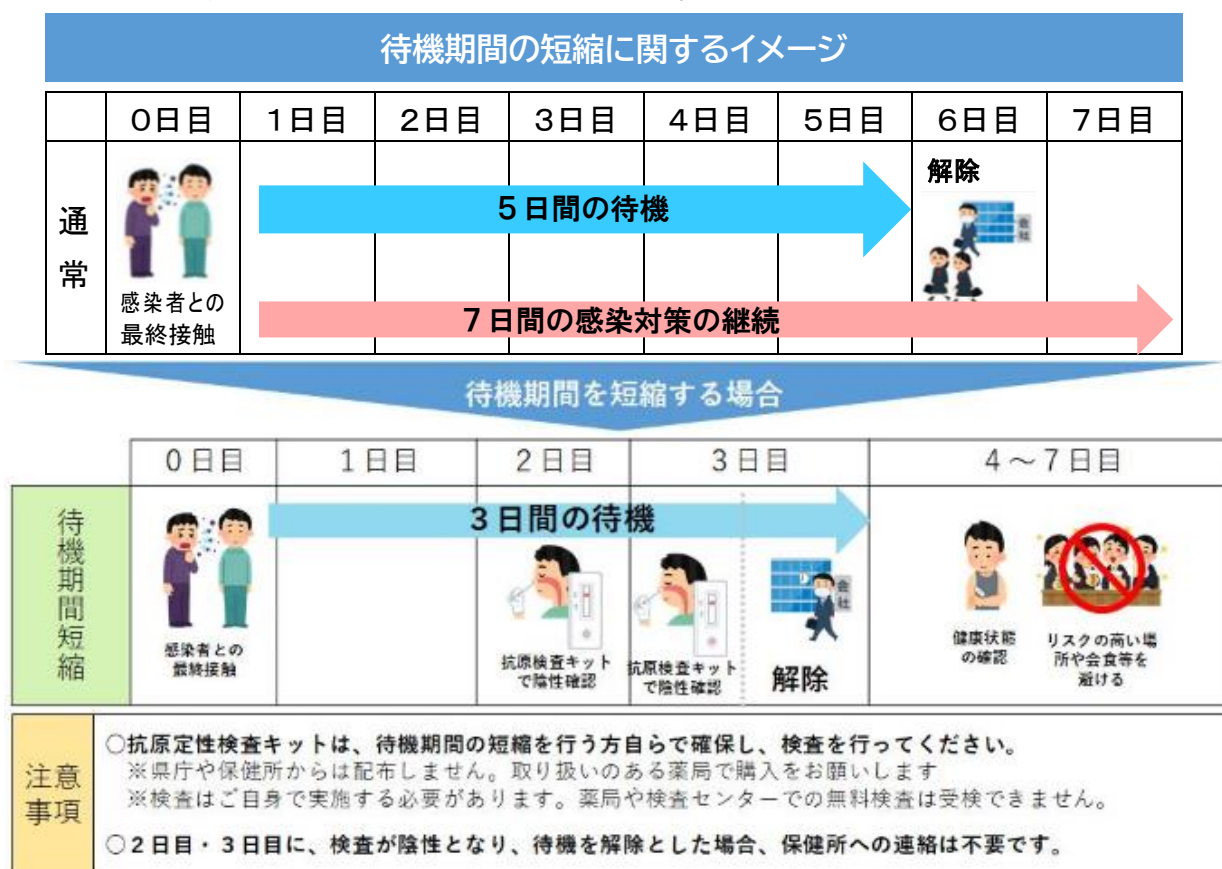 待機期間の短縮に関するイメージ
0日目 1日目 2日目 3日目 4日目 5日目 6日目 7日目
通常
感染者との
最終接触
5日間の待機
解除
会社
7日間の感染対策の継続
待機期間を短縮する場合
0日目 1日目 2日目 3日目 4～7日目
待機期間短縮
感染者との
最終接触
3日間の待機
抗原検査キット
で陰性確認
抗原検査キット
で陰性確認
会社
解除
健康状態
の確認
リスクの高い場
所や会食等を
避ける
注意
事項
○抗原定性検査キットは、待機期間の短縮を行う方自らで確保し、検査を行ってください。
※県庁や保健所からは配布しません。取り扱いのある薬局で購入をお願いします
※検査はご自身で実施する必要があります。薬局や検査センターでの無料検査は受検できません。
○2日目・3日目に、検査が陰性となり、待機を解除とした場合、保健所への連絡は不要です。